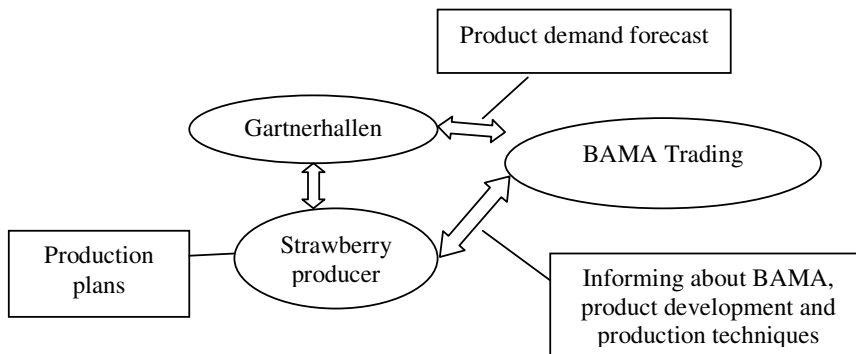 Product demand forecast
Gartnerhallen
BAMA Trading
Strawberry
producer
Production
plans
Informing about BAMA,
product development and
production techniques